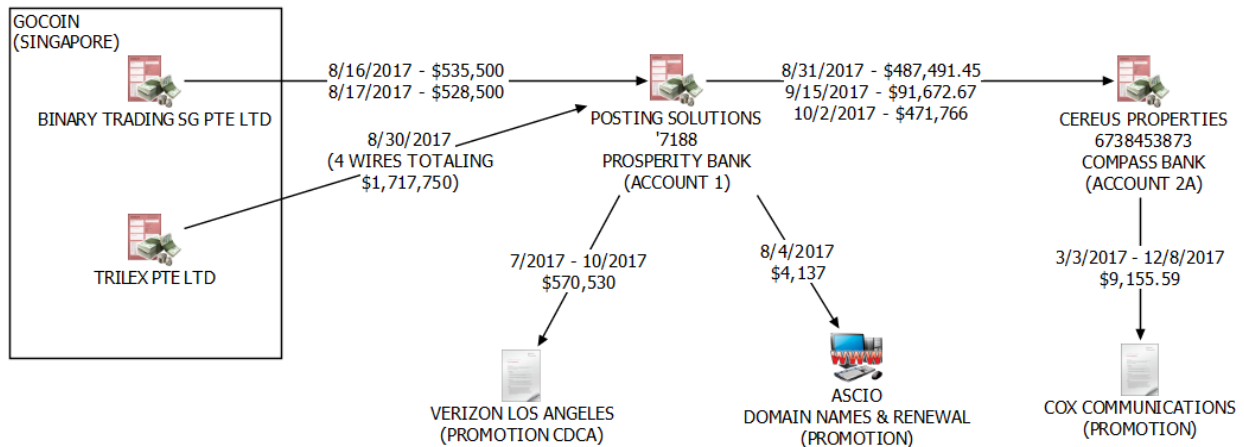 GOCOIN
(SINGAPORE)
BINARY TRADING SG PTE LTD
8/16/2017 - $535,500
8/17/2017 - $528,500
8/30/2017
(4 WIRES TOTALING
$1,717,750)
TRILEX PTE LTD
POSTING SOLUTIONS
'7188
PROSPERITY BANK
(ACCOUNT 1)
8/31/2017 - $487,491.45
9/15/2017 - $91,672.67
10/2/2017 - $471,766
CEREUS PROPERTIES
6738453873
COMPASS BANK
(ACCOUNT 2A)
7/2017 - 10/2017
$570,530
8/4/2017
$4,137
3/3/2017 - 12/8/2017
$9,155.59
VERIZON LOS ANGELES
(PROMOTION CDCA)
WWW
ASCIO
DOMAIN NAMES & RENEWAL
(PROMOTION)
COX COMMUNICATIONS
(PROMOTION)